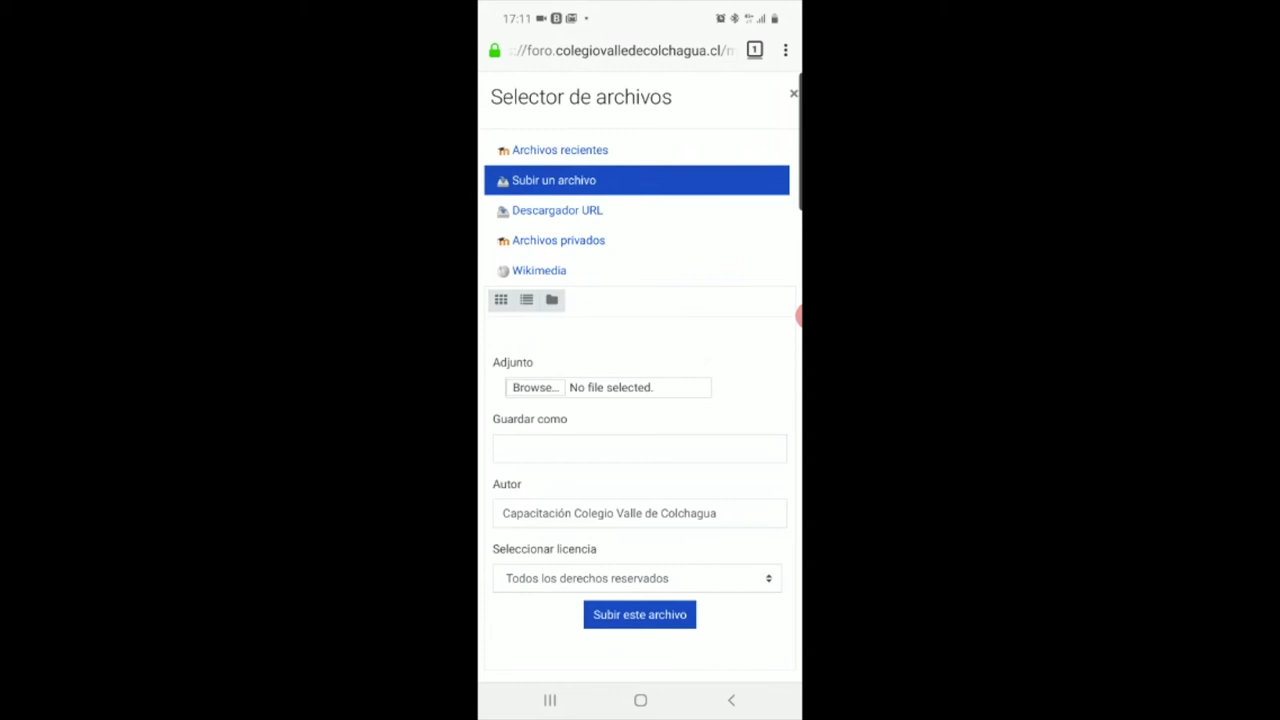 17:11
://foro.colegiovalledecolchagua.cl/m
1
Selector de archivos
×
Archivos recientes
Subir un archivo
Descargador URL
Archivos privados
Wikimedia
Adjunto
Browse... No file selected.
Guardar como
Autor
Capacitación Colegio Valle de Colchagua
Seleccionar licencia
Todos los derechos reservados
Subir este archivo